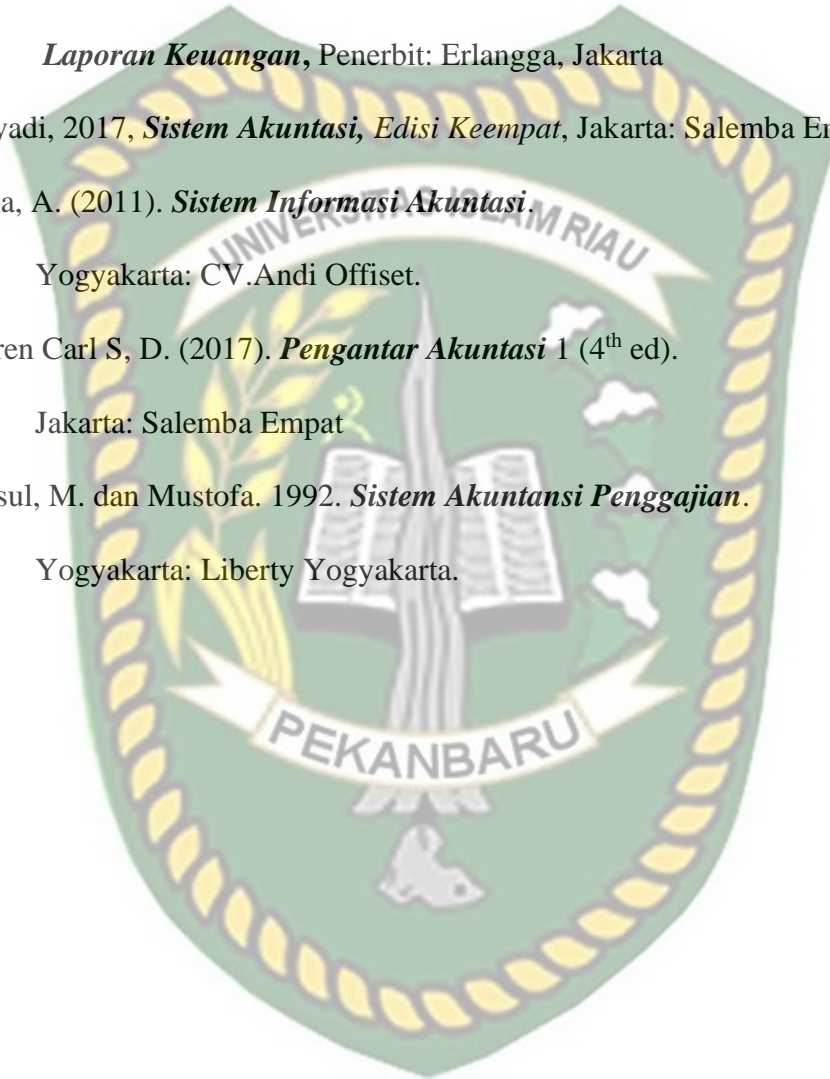 Laporan Keuangan, Penerbit: Erlangga, Jakarta
yadi, 2017, Sistem Akuntasi, Edisi Keempat, Jakarta: Salemba Em
a, A. (2011). Sistem Informasi Akuntasi.
UNIVERSITAS ISLAM RIAU
Yogyakarta: CV.Andi Offiset.
ren Carl S, D. (2017). Pengantar Akuntasi 1 (4th ed).
Jakarta: Salemba Empat
sul, M. dan Mustofa. 1992. Sistem Akuntansi Penggajian.
Yogyakarta: Liberty Yogyakarta.
PEKANBARU